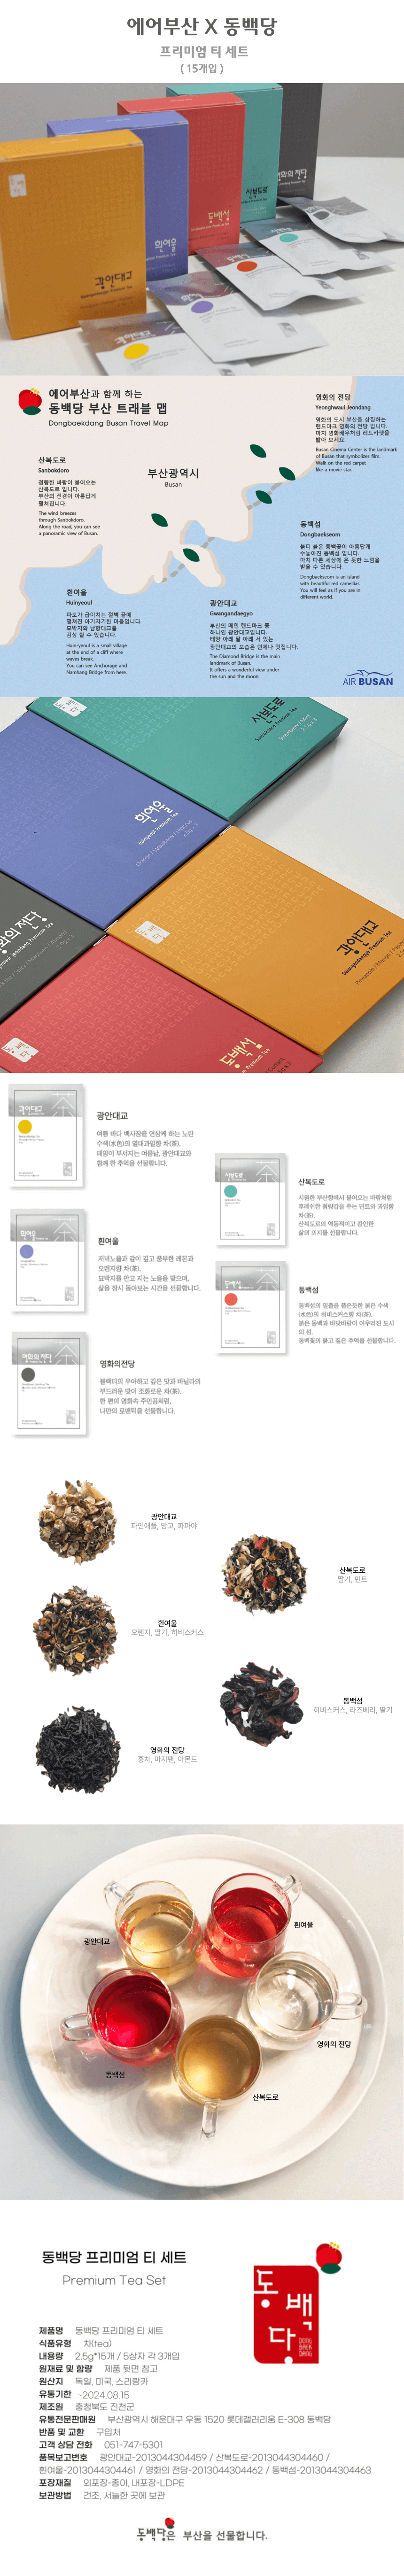 에어부산 X 동백당
프리미엄 티 세트
( 15개입 )
광안대교
흰여울
동백섬
산복도로
영화의 전당
에어부산과 함께 하는
동백당 부산 트래블 맵
Dongbaekdang Busan Travel Map
영화의 전당
Yeonghwaui Jeondang
영화의 도시 부산을 상징하는
랜드마크 영화의 전당 입니다.
마치 영화배우처럼 레드카펫을
밟아 보세요.
Busan Cinema Center is the landmark
of Busan that symbolizes film.
Walk on the red carpet
like a movie star.
산복도로
Sanbokdoro
청량한 바람이 불어오는
산복도로 입니다.
부산의 전경이 아름답게
펼쳐집니다.
The wind breezes
through Sanbokdoro.
Along the road, you can see
a panoramic view of Busan.
부산광역시
Busan
동백섬
Dongbaekseom
붉디 붉은 동백꽃이 아름답게
수놓아진 동백섬 입니다.
마치 다른 세상에 온 듯한 느낌을
받을 수 있습니다.
Dongbaekseom is an island
with beautiful red camellias.
You will feel as if you are in
different world.
흰여울
Huinyeoul
파도가 굽이치는 절벽 끝에
펼쳐진 아기자기한 마을입니다.
묘박지와 남항대교를
감상 할 수 있습니다.
Huin-yeoul is a small village
at the end of a cliff where
waves break.
You can see Anchorage and
Namhang Bridge from here.
광안대교
Gwangandaegyo
부산의 메인 랜드마크 중
하나인 광안대교입니다.
태양 아래 달 아래 서 있는
광안대교의 모습은 언제나 멋집니다.
The Diamond Bridge is the main
landmark of Busan.
It offers a wonderful view under
the sun and the moon.
AIR BUSAN
산복도로
Sanbokdoro Premium Tea
Strawberry / Mint
2.5g X 3
흰여울
Huinyeoul Premium Tea
Orange / Strawberry / Hibiscus
2.5g X 3
광안대교
Gwangandaegyo Premium Tea
동백섬
광안대교
여름 바다 백사장을 연상케 하는 노란
수색(水色)의 열대과일향 차(茶).
태양이 부서지는 여름날, 광안대교와
함께 한 추억을 선물합니다.
산복도로
시원한 부산항에서 불어오는 바람처럼
후레쉬한 청량감을 주는 민트와 과일향
차(茶).
산복도로의 역동적이고 강인한
삶의 의지를 선물합니다.
흰여울
저녁노을과 같이 깊고 풍부한 레몬과
오렌지향 차(茶).
묘박지를 안고 지는 노을을 맞으며,
삶을 잠시 돌아보는 시간을 선물합니다.
동백섬
동백섬의 일출을 품은듯한 붉은 수색
(水色)의 히비스커스향 차(茶).
붉은 동백과 바닷바람이 어우러진 도시
의 섬.
동백꽃의 붉고 짙은 추억을 선물합니다.
영화의전당
블랙티의 우아하고 깊은 맛과 바닐라의
부드러운 맛이 조화로운 차(茶).
한 편의 영화속 주인공처럼,
나만의 로맨틱을 선물합니다.
광안대교
파인애플, 망고, 파파야
산복도로
딸기, 민트
흰여울
오렌지, 딸기, 히비스커스
동백섬
히비스커스, 라즈베리, 딸기
영화의 전당
홍차, 마지팬, 아몬드
광안대교
흰여울
영화의 전당
동백섬
산복도로
동백당 프리미엄 티 세트
Premium Tea Set
동백당
DONG BAEK DANG
제품명 동백당 프리미엄 티 세트
식품유형 차(tea)
내용량 2.5g*15개 / 5상자 각 3개입
원재료 및 함량 제품 뒷면 참고
원산지 독일, 미국, 스리랑카
유통기한 ~2024.08.15
제조원 충청북도 진천군
유통전문판매원 부산광역시 해운대구 우동 1520 롯데갤러리움 E-308 동백당
반품 및 교환 구입처
고객 상담 전화 051-747-5301
품목보고번호 광안대교-2013044304459 / 산복도로-2013044304460 /
흰여울-2013044304461 / 영화의 전당-2013044304462 / 동백섬-2013044304463
포장재질 외포장-종이, 내포장-LDPE
보관방법 건조, 서늘한 곳에 보관
동백당은 부산을 선물합니다.